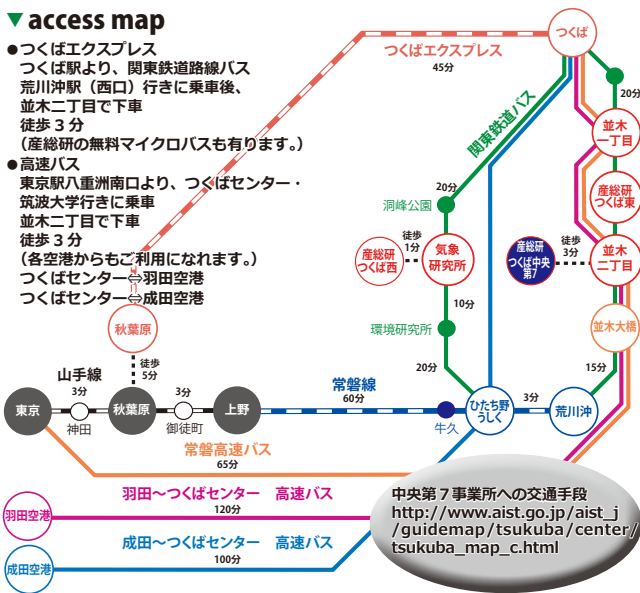 ▼ access map
●つくばエクスプレス
つくば駅より、関東鉄道路線バス
荒川沖駅（西口）行きに乗車後、
並木二丁目で下車
徒歩３分
（産総研の無料マイクロバスも有ります。）
●高速バス
東京駅八重洲南口より、つくばセンター・
筑波大学行きに乗車
並木二丁目で下車
徒歩３分
（各空港からもご利用になれます。）
つくばセンター⇔羽田空港
つくばセンター⇔成田空港
つくば
つくばエクスプレス
45分
関東鉄道バス
20分
並木
一丁目
産総研
つくば東
20分
洞峰公園
産総研
つくば西
徒歩
1分
気象
研究所
産総研
つくば中央
第7
徒歩
3分
並木
二丁目
10分
環境研究所
並木大橋
秋葉原
徒歩
5分
20分
15分
山手線
3分
3分
常磐線
60分
東京
神田
秋葉原
御徒町
上野
牛久
ひたち野
うしく
3分
荒川沖
常磐高速バス
65分
羽田〜つくばセンター　高速バス
120分
羽田空港
成田〜つくばセンター　高速バス
100分
成田空港
中央第７事業所への交通手段
http://www.aist.go.jp/aist_j
/guidemap/tsukuba/center/
tsukuba_map_c.html